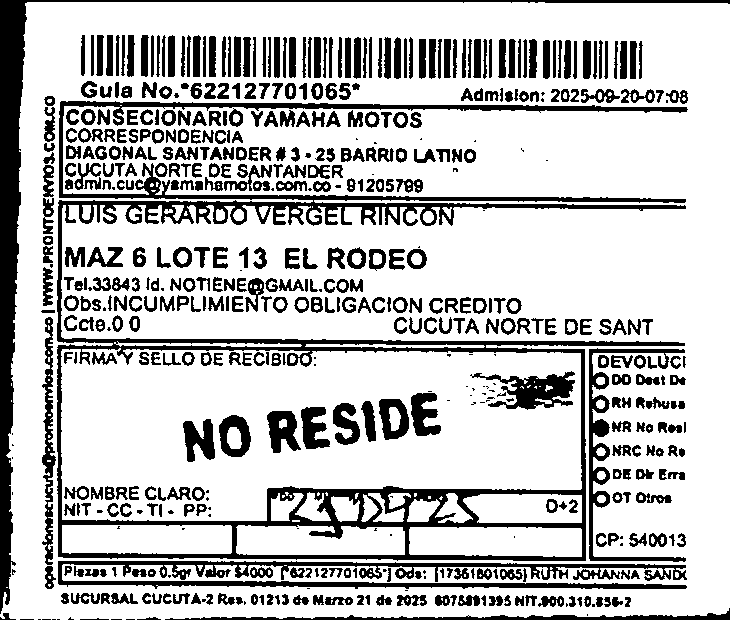 Guia No.*622127701065*
Admision: 2025-09-20-07:08
CONSECIONARIO YAMAHA MOTOS
CORRESPONDENCIA
DIAGONAL SANTANDER # 3 - 25 BARRIO LATINO
CUCUTA NORTE DE SANTANDER
admin.cuc@yamahamotos.com.co - 91205799
LUIS GERARDO VERGEL RINCON
MAZ 6 LOTE 13 EL RODEO
Tel.33843 Id. NOTIENE@GMAIL.COM
Obs.INCUMPLIMIENTO OBLIGACION CREDITO
Ccto.0 0 CUCUTA NORTE DE SANT
FIRMA Y SELLO DE RECIBIDO:
NO RESIDE
NOMBRE CLARO:
NIT - CC - TI - PP:
D+2
DEVOLUCI
DD Dest De
RH Rehusa
NR No Resi
NRC No Re
DE Dir Erra
OT Otros
CP: 540013
Piezas 1 Peso 0.5gr Valor $4000 [*622127701065*] Ods: [17361801065] RUTH JOHANNA SANDO
SUCURSAL CUCUTA-2 Res. 01213 de Marzo 21 de 2025 6075891395 NIT.900.310.856-2
operacionescucuta@prontoenvios.com.co | WWW.PRONTOENVIOS.COM.CO